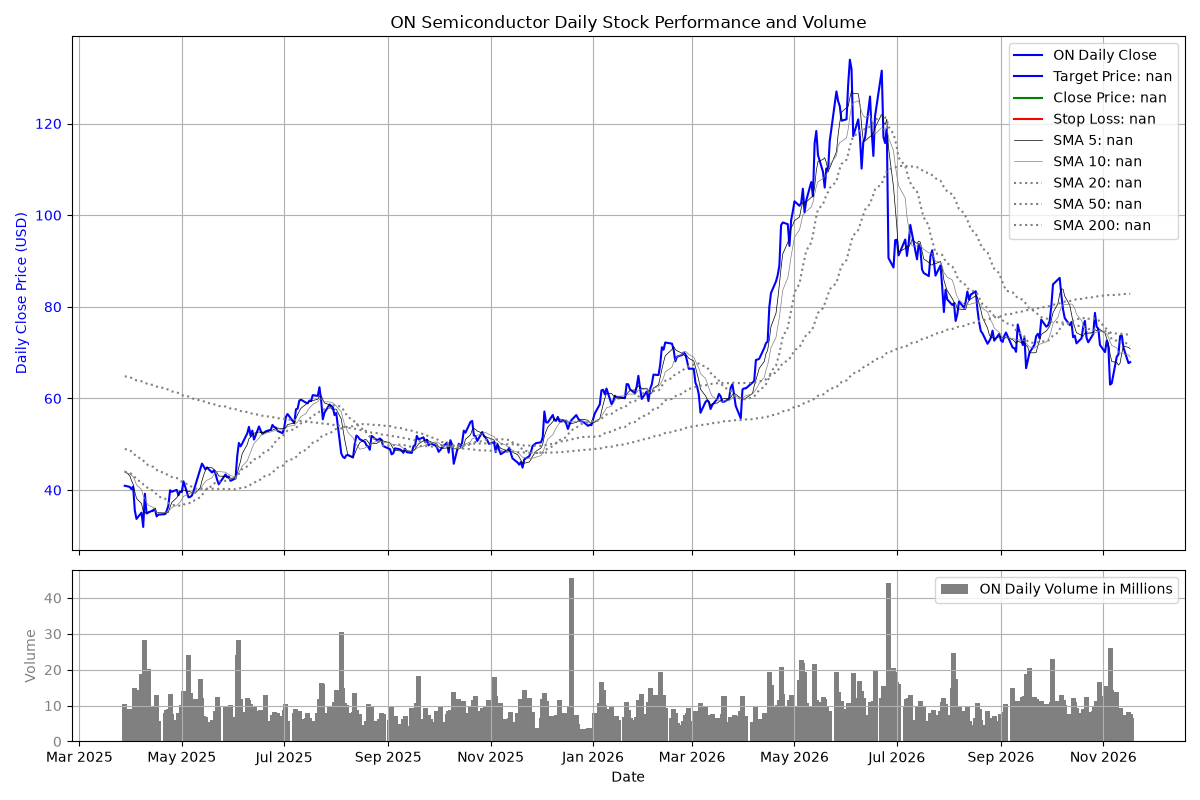 ON Semiconductor Daily Stock Performance and Volume
Daily Close Price (USD)
120
100
80
60
40
ON Daily Close
Target Price: nan
Close Price: nan
Stop Loss: nan
SMA 5: nan
SMA 10: nan
SMA 20: nan
SMA 50: nan
SMA 200: nan
Volume
40
30
20
10
0
ON Daily Volume in Millions
Mar 2025
May 2025
Jul 2025
Sep 2025
Nov 2025
Jan 2026
Mar 2026
May 2026
Jul 2026
Sep 2026
Nov 2026
Date